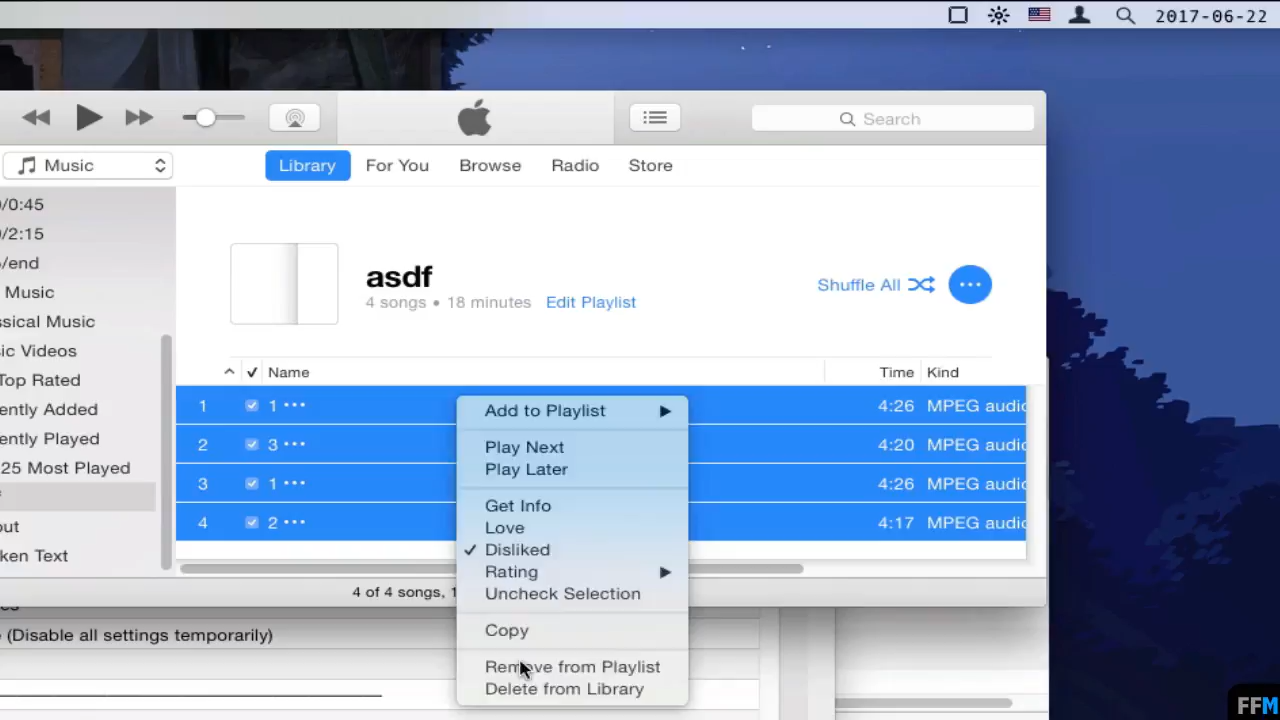 2017-06-22
Search
Music
Library For You Browse Radio Store
/0:45
/2:15
/end
Music
ssical Music
ic Videos
Top Rated
ently Added
ently Played
25 Most Played
out
ken Text
asdf
4 songs • 18 minutes Edit Playlist
Shuffle All
✓ Name Time Kind
1 1 ••• 4:26 MPEG audio
2 3 ••• 4:20 MPEG audio
3 1 ••• 4:26 MPEG audio
4 2 ••• 4:17 MPEG audio
4 of 4 songs, 1
Add to Playlist
Play Next
Play Later
Get Info
Love
✓ Disliked
Rating
Uncheck Selection
Copy
Remove from Playlist
Delete from Library
(Disable all settings temporarily)
FFM